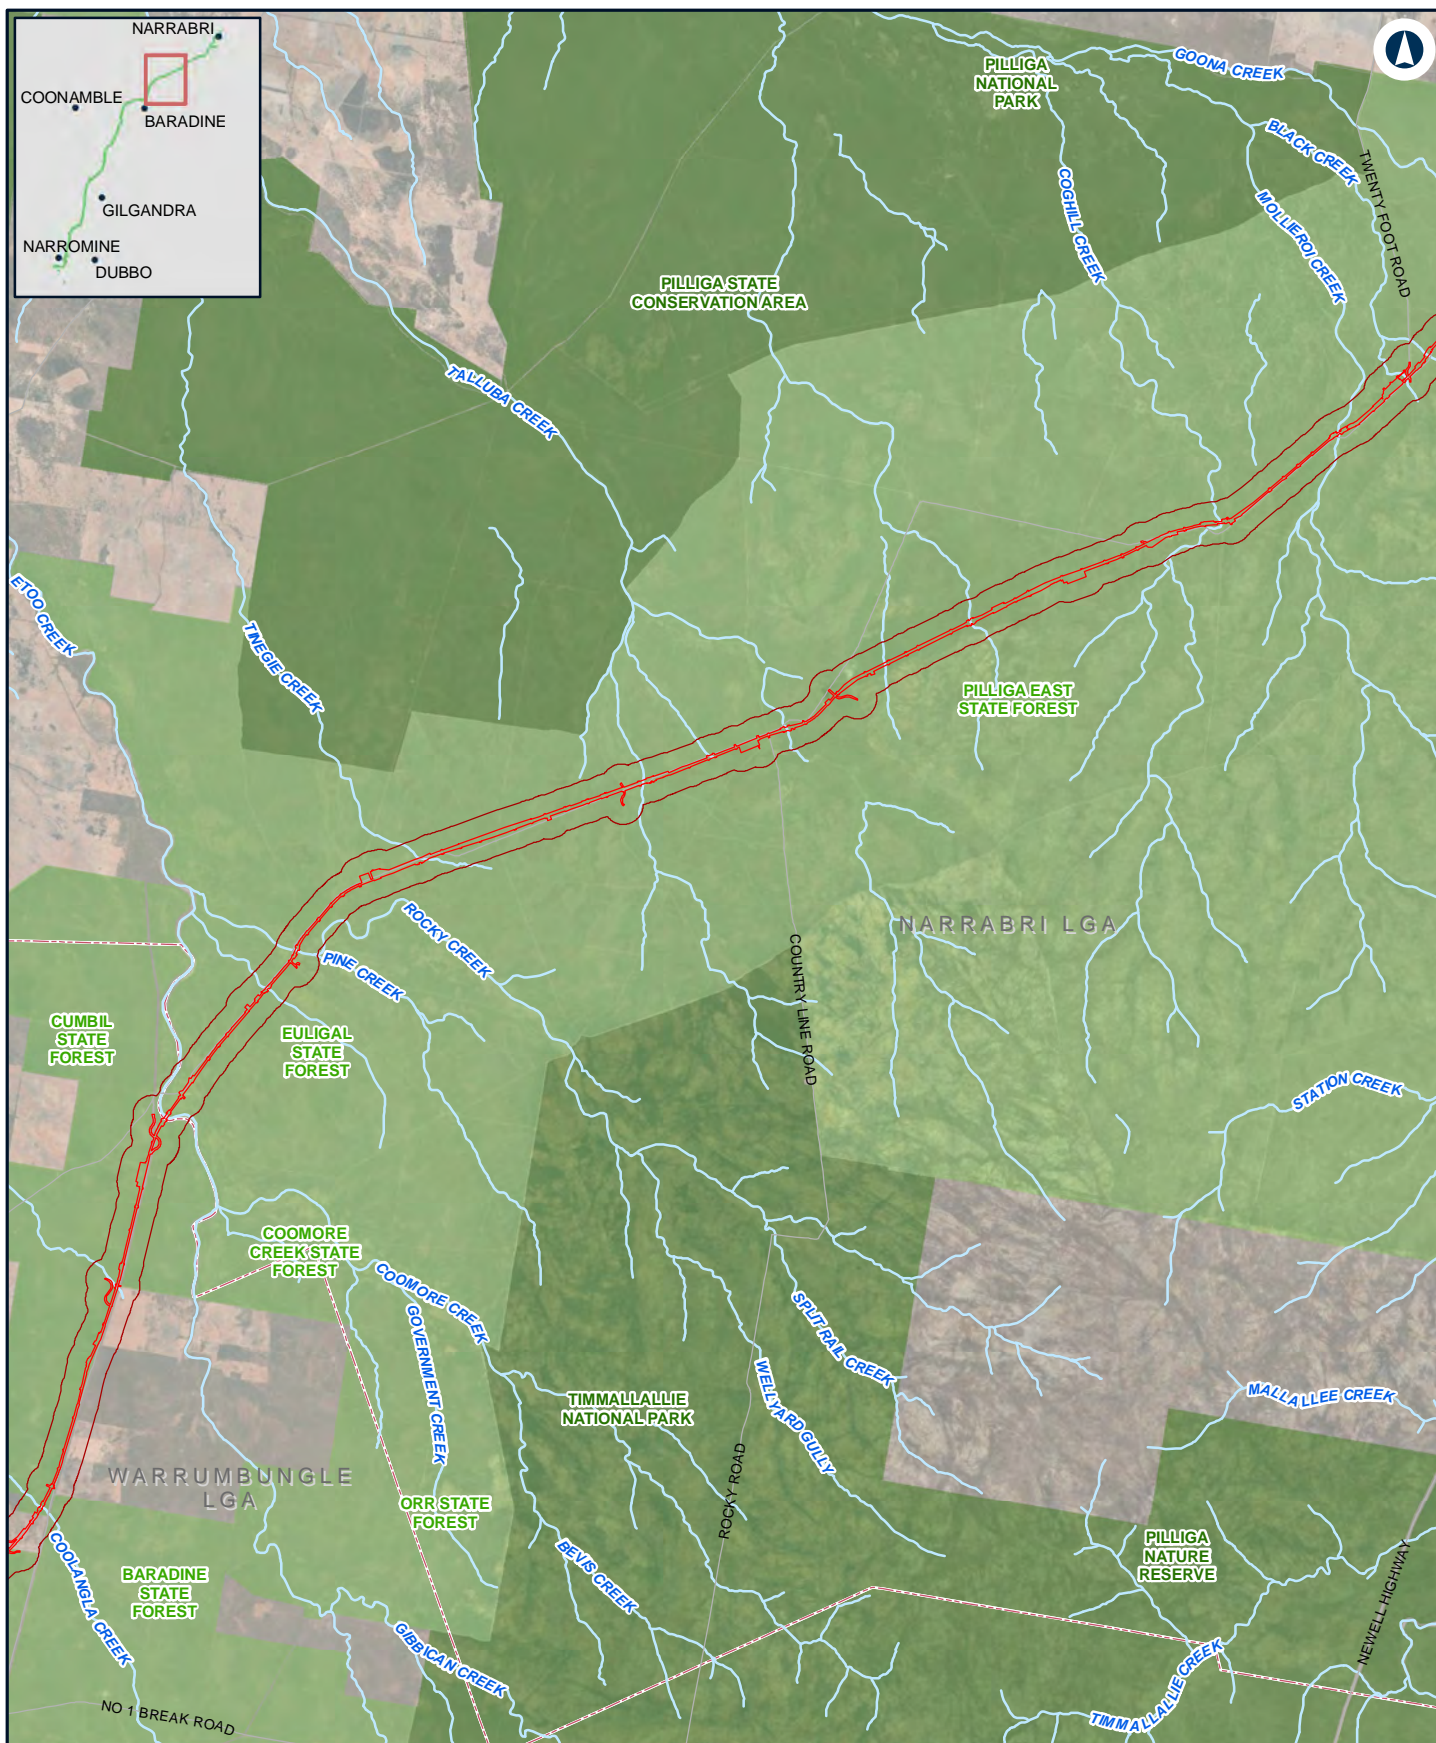 NARRABRI
COONAMBLE
BARADINE
GILGANDRA
NARROMINE
DUBBO
PILLIGA
NATIONAL
PARK
GOONA CREEK
BLACK CREEK
TWENTY FOOT ROAD
COGHILL CREEK
MOLLIEROI CREEK
PILLIGA STATE
CONSERVATION AREA
TALLUBA CREEK
ETOO CREEK
TINEGIE CREEK
PILLIGA EAST
STATE FOREST
ROCKY CREEK
NARRABRI LGA
PINE CREEK
COUNTRY LINE ROAD
CUMBIL
STATE
FOREST
EULIGAL
STATE
FOREST
STATION CREEK
COOMORE
CREEK STATE
FOREST
COOMORE CREEK
GOVERNMENT CREEK
SPLIT RAIL CREEK
WELLYARD GULLY
MALLALLEE CREEK
TIMMALLALLIE
NATIONAL PARK
WARRUMBUNGLE
LGA
ORR STATE
FOREST
ROCKY ROAD
PILLIGA
NATURE
RESERVE
COOLANGLA CREEK
BARADINE
STATE
FOREST
BEVIS CREEK
NEWELL HIGHWAY
GIBBICAN CREEK
TIMMALLALLIE CREEK
NO 1 BREAK ROAD